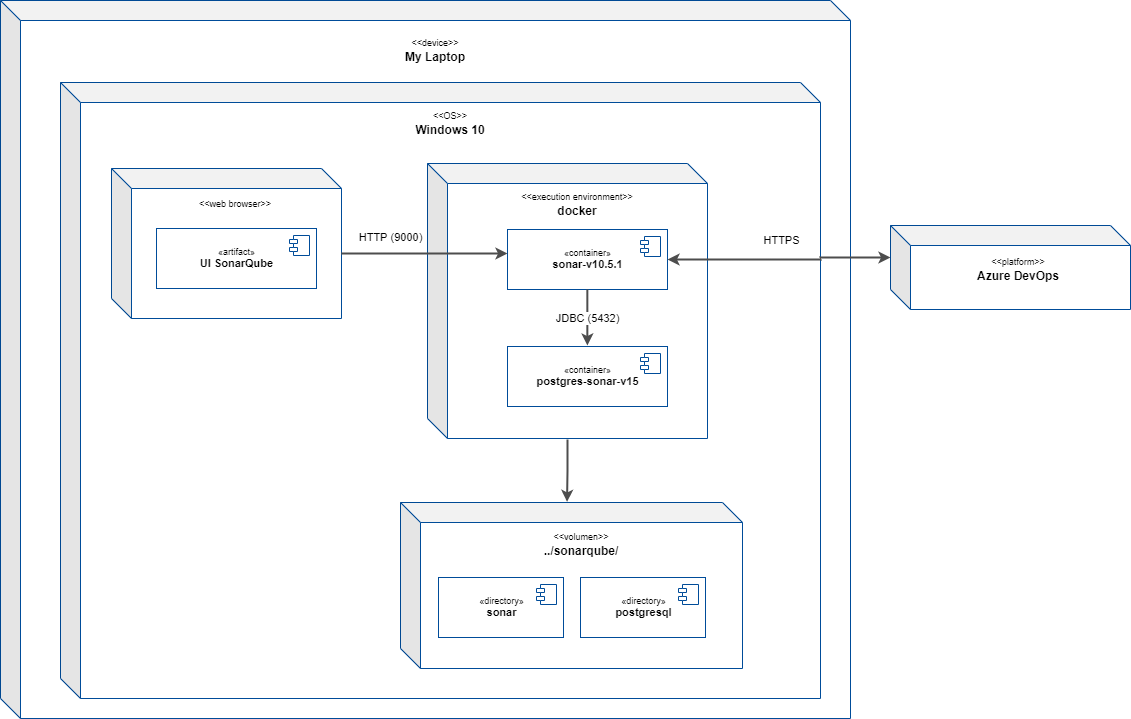 <<device>>
My Laptop
<<OS>>
Windows 10
<<web browser>>
«artifact»
UI SonarQube
HTTP (9000)
<<execution environment>>
docker
«container»
sonar-v10.5.1
JDBC (5432)
«container»
postgres-sonar-v15
HTTPS
<<platform>>
Azure DevOps
<<volumen>>
../sonarqube/
«directory»
sonar
«directory»
postgresql